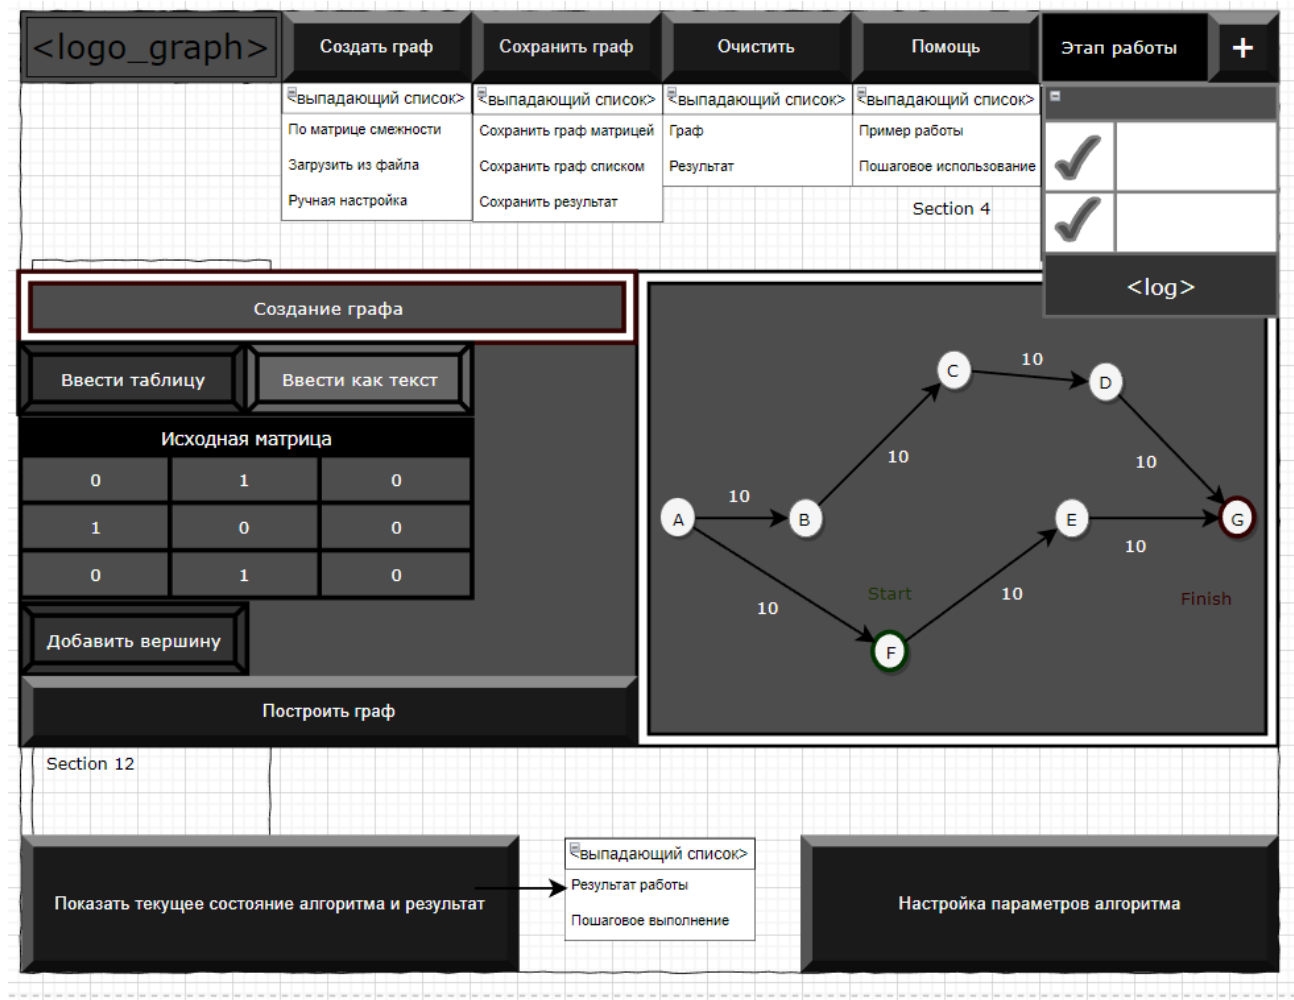 <logo_graph>
Создать граф
Сохранить граф
Очистить
Помощь
Этап работы
+
<выпадающий список>
По матрице смежности
Загрузить из файла
Ручная настройка
<выпадающий список>
Сохранить граф матрицей
Сохранить граф списком
Сохранить результат
<выпадающий список>
Граф
Результат
<выпадающий список>
Пример работы
Пошаговое использование
Section 4
<log>
Создание графа
Ввести таблицу
Ввести как текст
Исходная матрица
0 1 0
1 0 0
0 1 0
Добавить вершину
Построить граф
C
10
D
10
10
10
A
B
E
G
10
10
Start
10
Finish
10
F
Section 12
Показать текущее состояние алгоритма и результат
<выпадающий список>
Результат работы
Пошаговое выполнение
Настройка параметров алгоритма